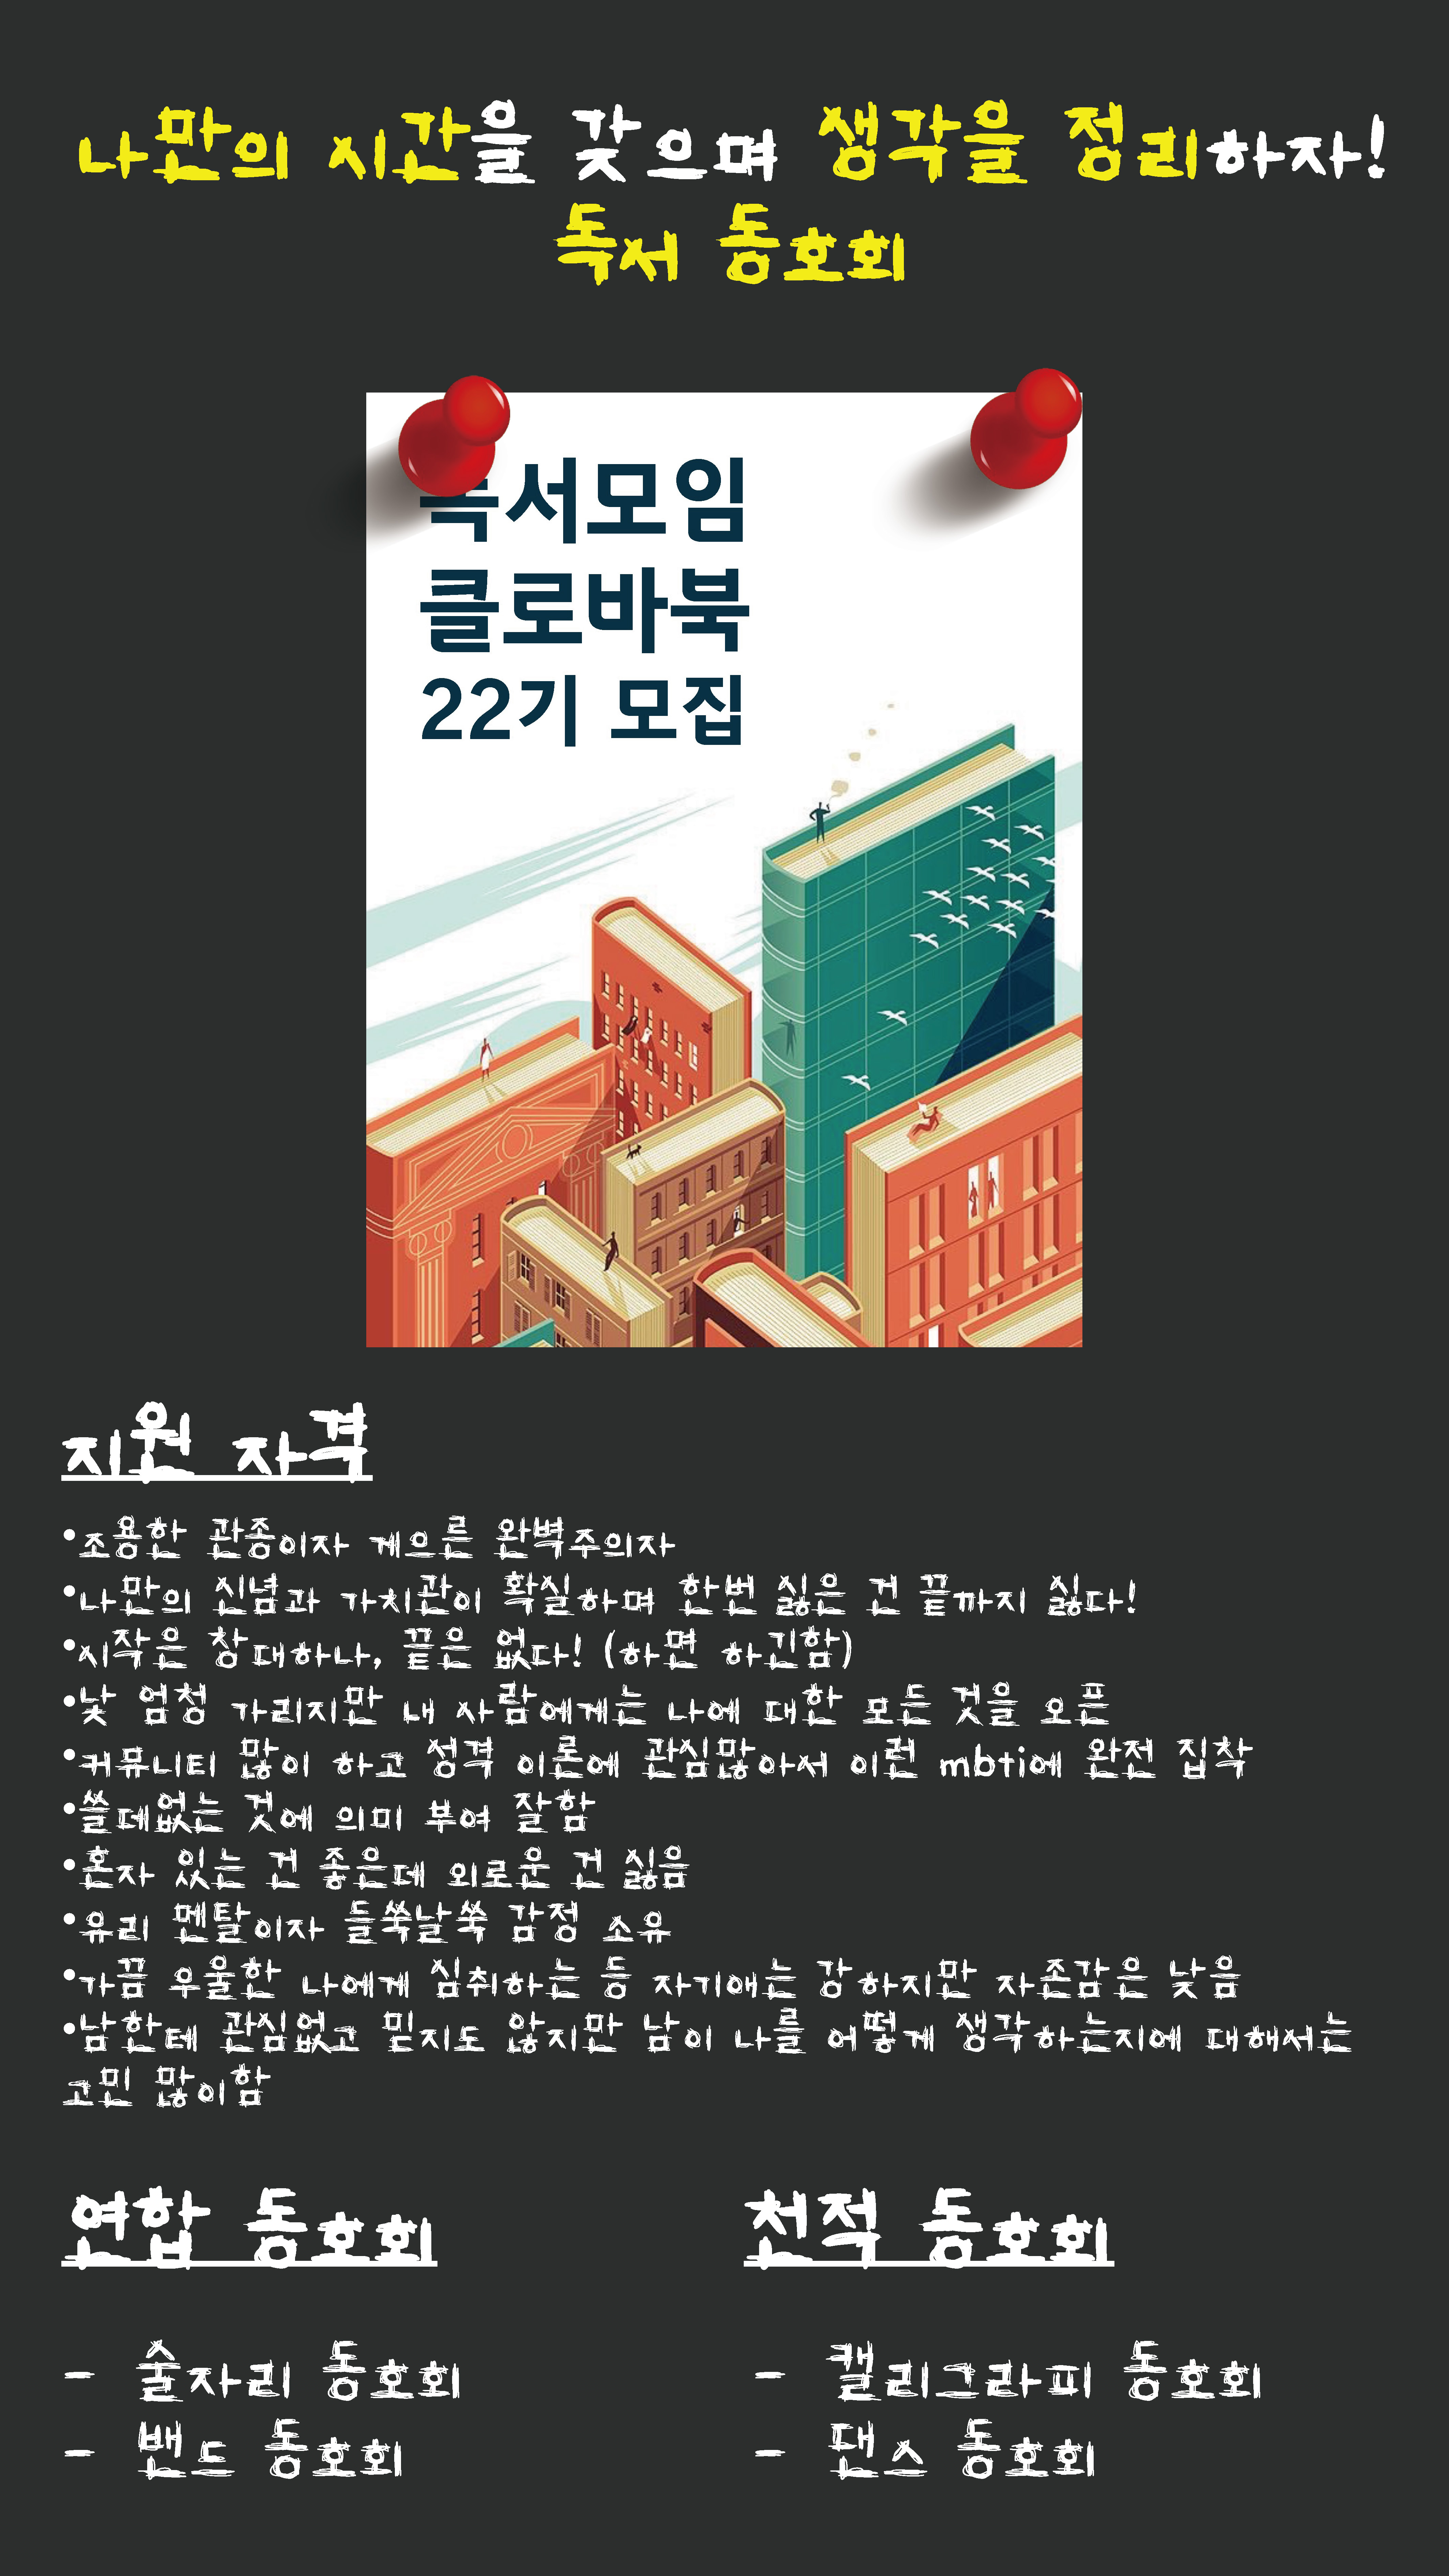 나만의 시간을 갖으며 생각을 정리하자!
독서 동호회
독서모임
클로바북
22기 모집
지원 자격
•조용한 관종이자 게으른 완벽주의자
•나만의 신념과 가치관이 확실하며 한번 싫은 건 끝까지 싫다!
•시작은 창대하나, 끝은 없다! (하면 하긴함)
•낯 엄청 가리지만 내 사람에게는 나에 대한 모든 것을 오픈
•커뮤니티 많이 하고 성격 이론에 관심많아서 이런 mbti에 완전 집착
•쓸데없는 것에 의미 부여 잘함
•혼자 있는 건 좋은데 외로운 건 싫음
•유리 멘탈이자 들쑥날쑥 감정 소유
•가끔 우울한 나에게 심취하는 등 자기애는 강하지만 자존감은 낮음
•남한테 관심없고 믿지도 않지만 남이 나를 어떻게 생각하는지에 대해서는
고민 많이함
연합 동호회
- 술자리 동호회
- 밴드 동호회
천적 동호회
- 캘리그라피 동호회
- 댄스 동호회